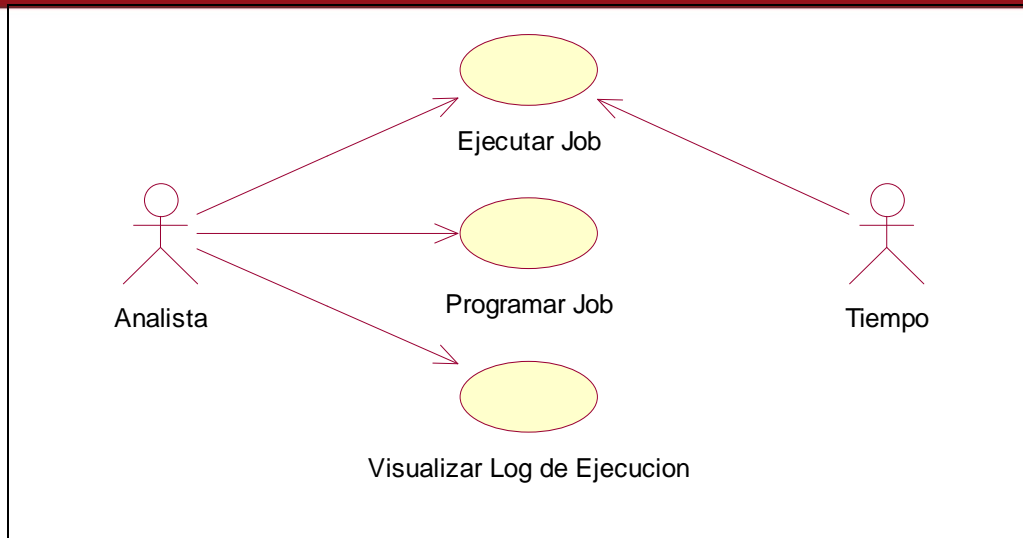 Ejecutar Job
Programar Job
Analista
Tiempo
Visualizar Log de Ejecucion